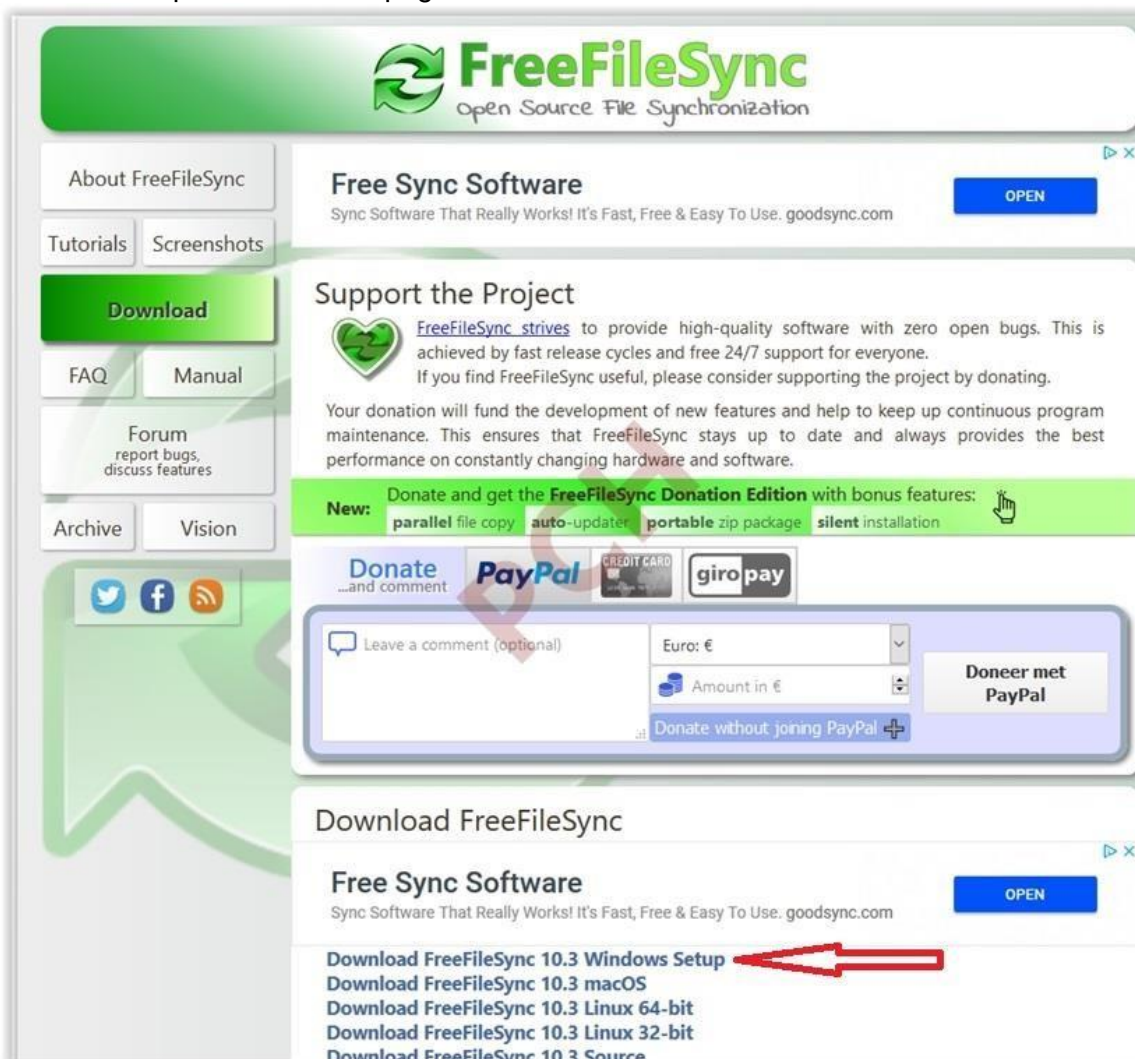 FreeFileSync
Open Source File Synchronization
About FreeFileSync
Tutorials
Screenshots
Download
FAQ
Manual
Forum
report bugs,
discuss features
Archive
Vision
Free Sync Software
Sync Software That Really Works! It's Fast, Free & Easy To Use. goodsync.com
OPEN
Support the Project
FreeFileSync strives to provide high-quality software with zero open bugs. This is
achieved by fast release cycles and free 24/7 support for everyone.
If you find FreeFileSync useful, please consider supporting the project by donating.
Your donation will fund the development of new features and help to keep up continuous program
maintenance. This ensures that FreeFileSync stays up to date and always provides the best
performance on constantly changing hardware and software.
New:
Donate and get the FreeFileSync Donation Edition with bonus features:
parallel file copy auto-updater portable zip package silent installation
Donate
...and comment
PayPal
CREDIT CARD
giropay
PCH
Leave a comment (optional)
Euro: €
Amount in €
Donate without joining PayPal
Doneer met
PayPal
Download FreeFileSync
Free Sync Software
Sync Software That Really Works! It's Fast, Free & Easy To Use. goodsync.com
OPEN
Download FreeFileSync 10.3 Windows Setup
Download FreeFileSync 10.3 macOS
Download FreeFileSync 10.3 Linux 64-bit
Download FreeFileSync 10.3 Linux 32-bit
Download FreeFileSync 10.3 Source